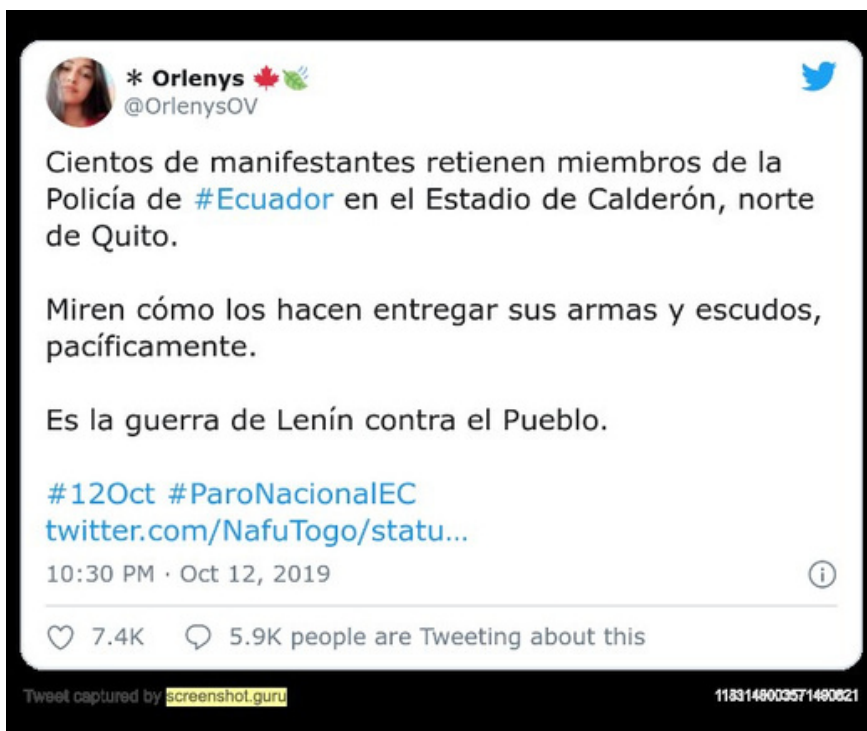 * Orlenys
@OrlenysOV
Cientos de manifestantes retienen miembros de la
Policía de #Ecuador en el Estadio de Calderón, norte
de Quito.
Miren cómo los hacen entregar sus armas y escudos,
pacíficamente.
Es la guerra de Lenín contra el Pueblo.
#12Oct #ParoNacionalEC
twitter.com/NafuTogo/statu...
10:30 PM · Oct 12, 2019
7.4K 5.9K people are Tweeting about this
Tweet captured by screenshot.guru